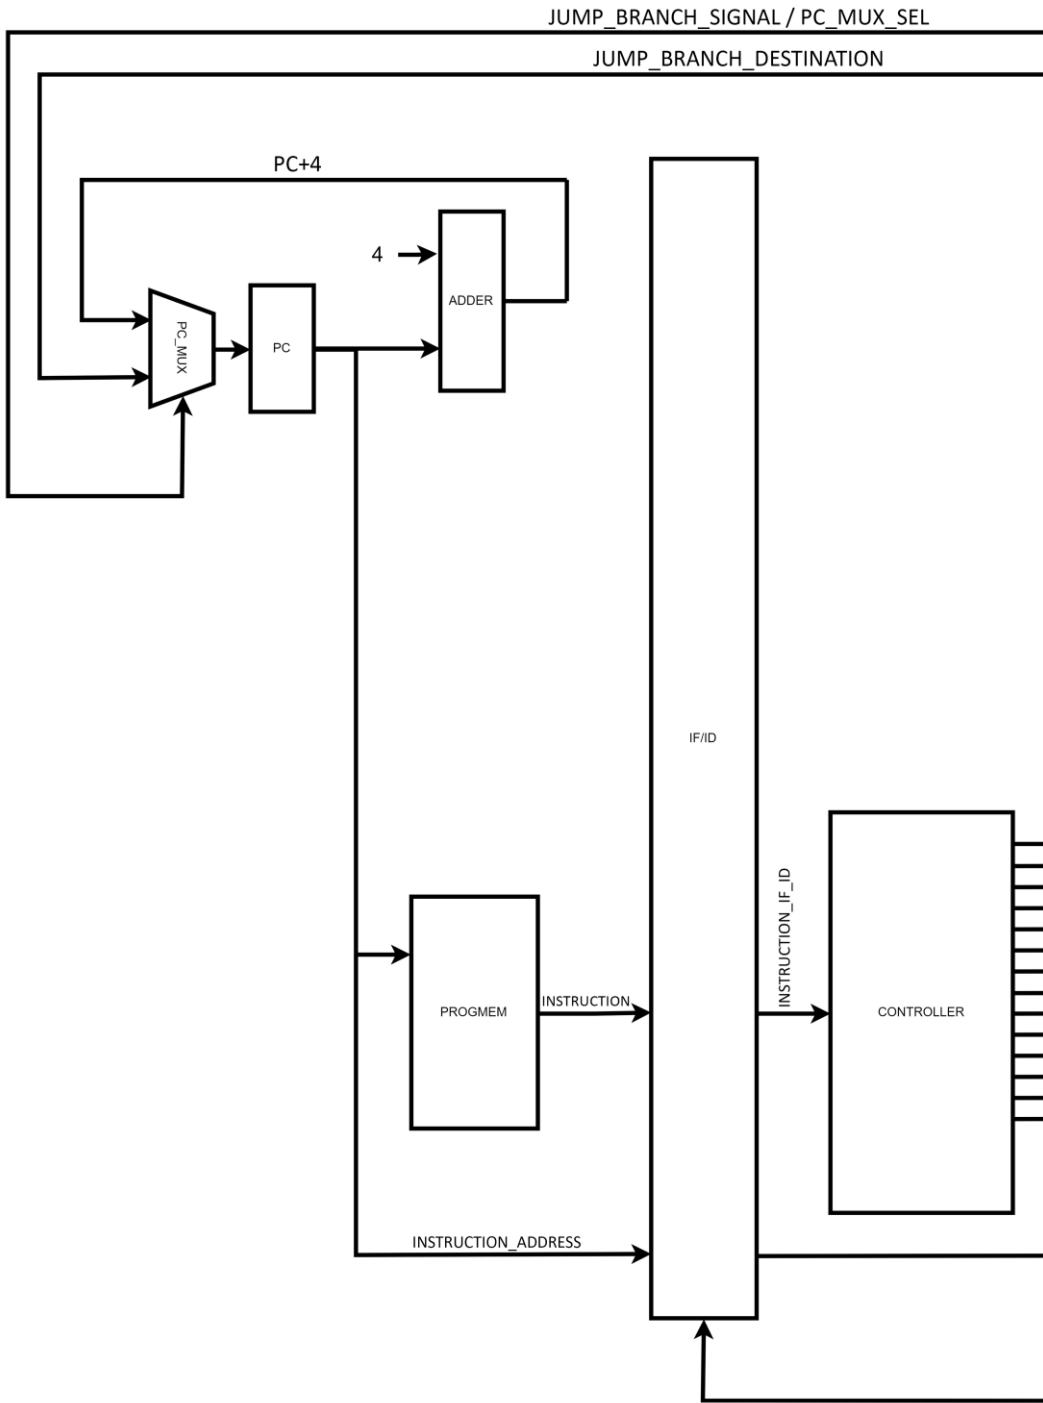 JUMP_BRANCH_SIGNAL / PC_MUX_SEL
JUMP_BRANCH_DESTINATION
PC+4
4
ADDER
PC_MUX
PC
IF/ID
INSTRUCTION_IF_ID
INSTRUCTION
PROGMEM
CONTROLLER
INSTRUCTION_ADDRESS